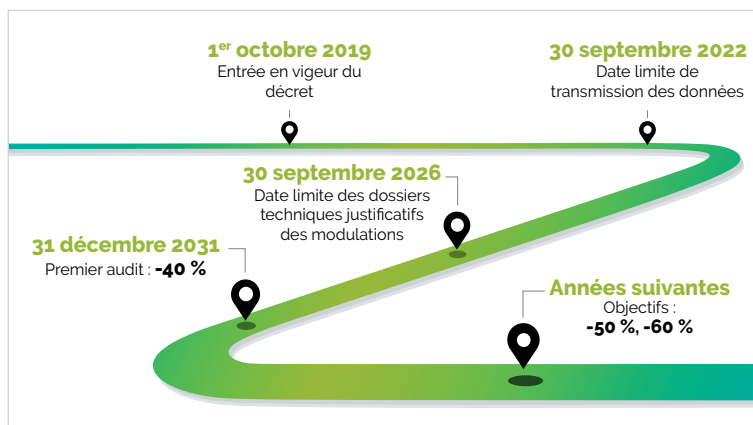 1er octobre 2019
Entrée en vigueur du
décret
30 septembre 2022
Date limite de
transmission des données
30 septembre 2026
Date limite des dossiers
techniques justificatifs
des modulations
31 décembre 2031
Premier audit : -40 %
Années suivantes
Objectifs :
-50 %, -60 %